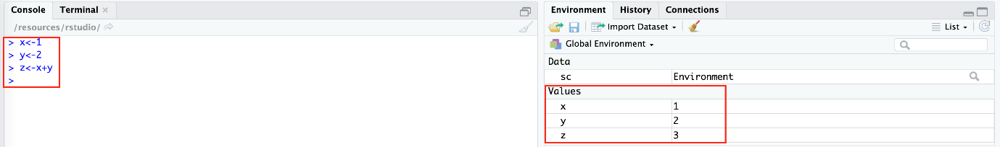 Console Terminal ×
/resources/rstudio/
> x<-1
> y<-2
> z<-x+y
>
Environment History Connections
Import Dataset List
Global Environment
Data
sc Environment
Values
x 1
y 2
z 3